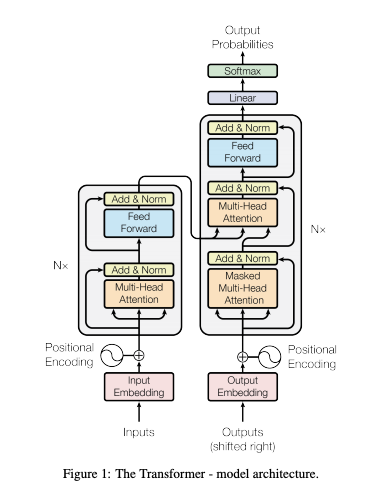 Output
Probabilities
Softmax
Linear
Add & Norm
Feed
Forward
Add & Norm
Multi-Head
Attention
Add & Norm
Masked
Multi-Head
Attention
N×
Add & Norm
Feed
Forward
Add & Norm
Multi-Head
Attention
N×
Positional
Encoding
Positional
Encoding
Input
Embedding
Output
Embedding
Inputs
Outputs
(shifted right)
Figure 1: The Transformer - model architecture.